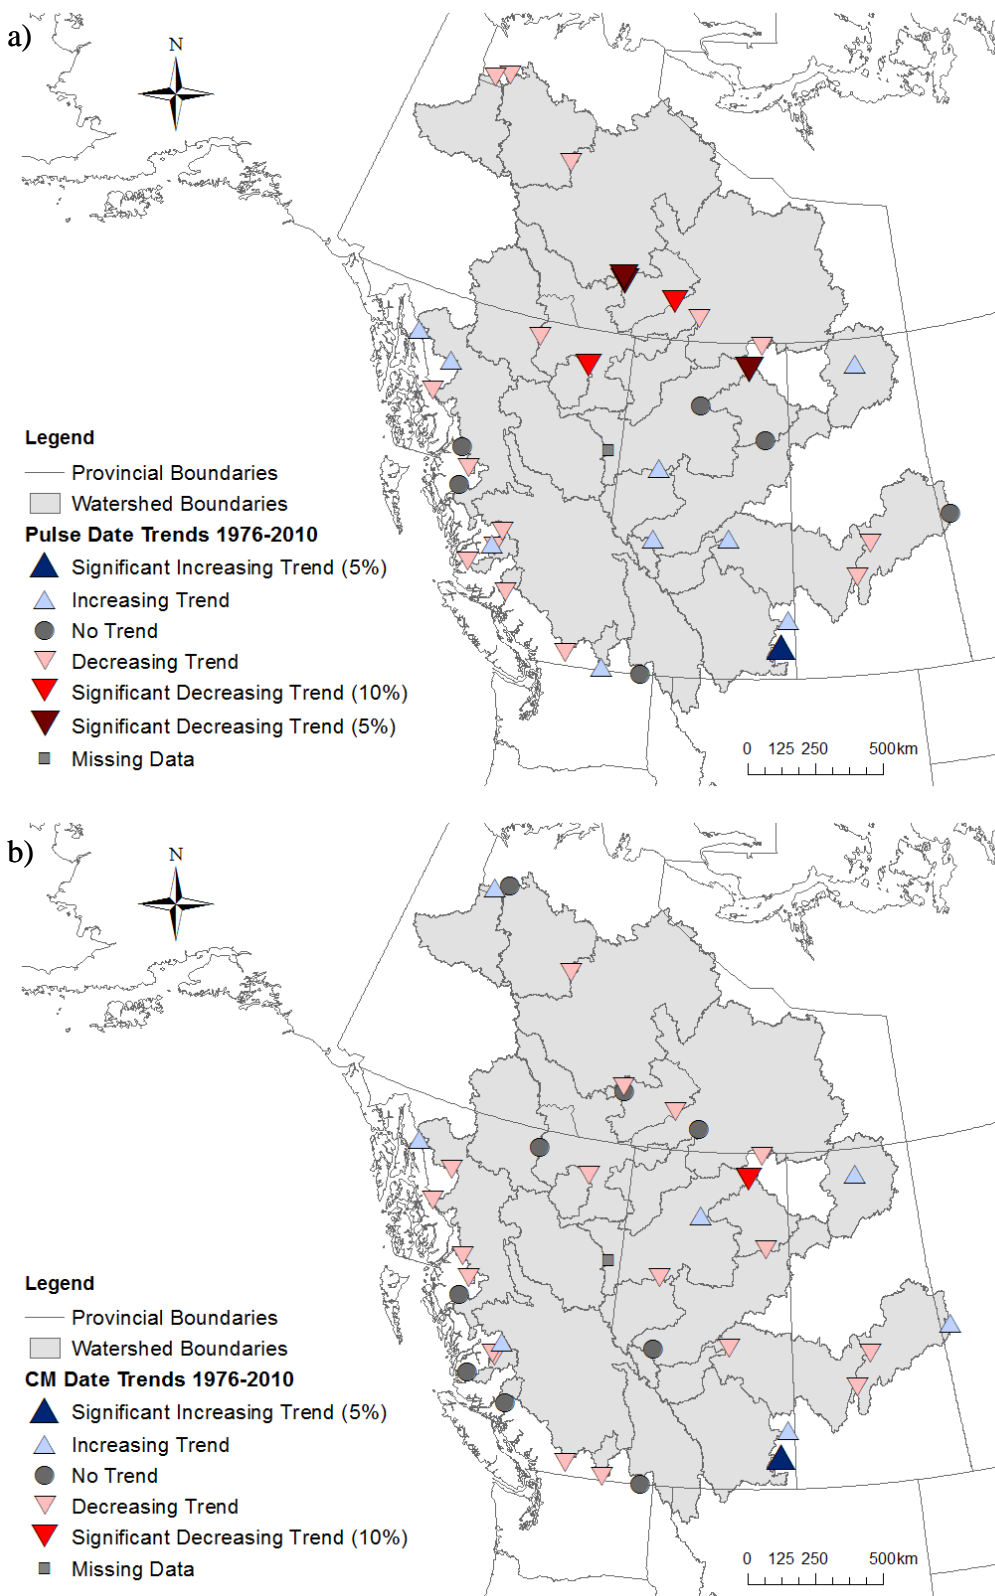 a)
N
Legend
Provincial Boundaries
Watershed Boundaries
Pulse Date Trends 1976-2010
Significant Increasing Trend (5%)
Increasing Trend
No Trend
Decreasing Trend
Significant Decreasing Trend (10%)
Significant Decreasing Trend (5%)
Missing Data
0 125 250 500km
b)
N
Legend
Provincial Boundaries
Watershed Boundaries
CM Date Trends 1976-2010
Significant Increasing Trend (5%)
Increasing Trend
No Trend
Decreasing Trend
Significant Decreasing Trend (10%)
Missing Data
0 125 250 500km